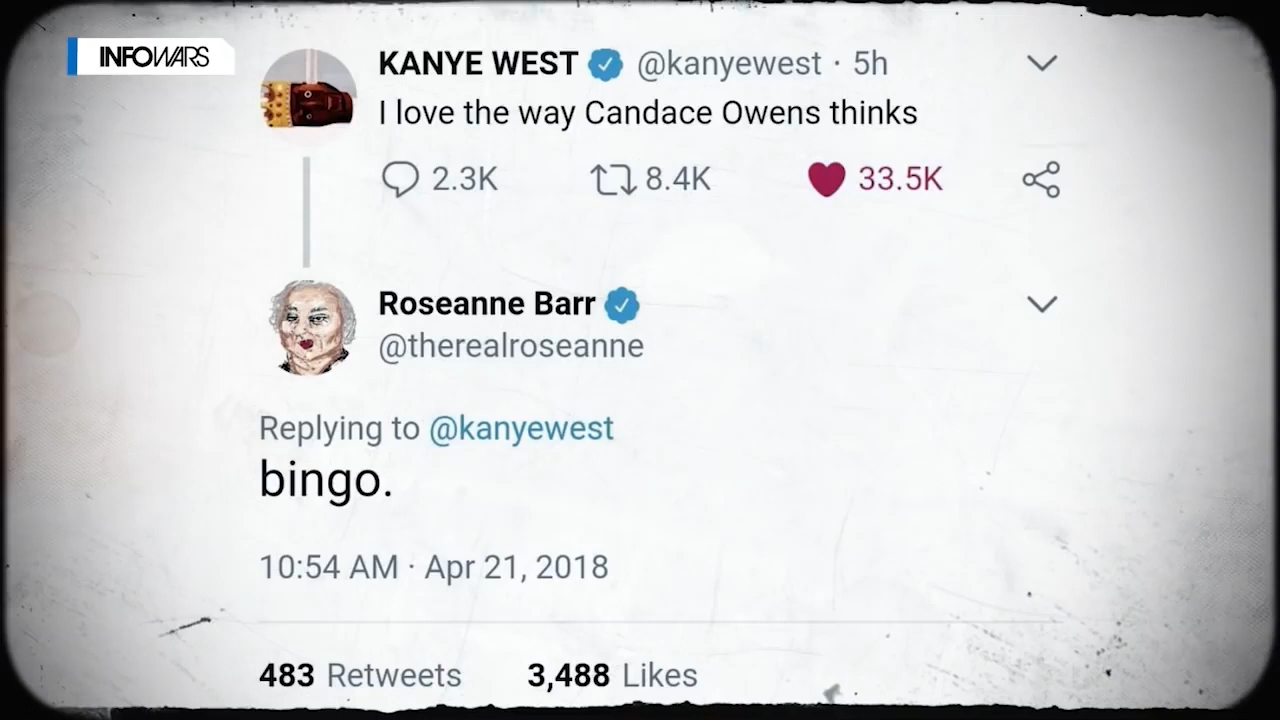 INFOWARS
KANYE WEST @kanyewest · 5h
I love the way Candace Owens thinks
2.3K 8.4K 33.5K
Roseanne Barr
@therealroseanne
Replying to @kanyewest
bingo.
10:54 AM · Apr 21, 2018
483 Retweets 3,488 Likes